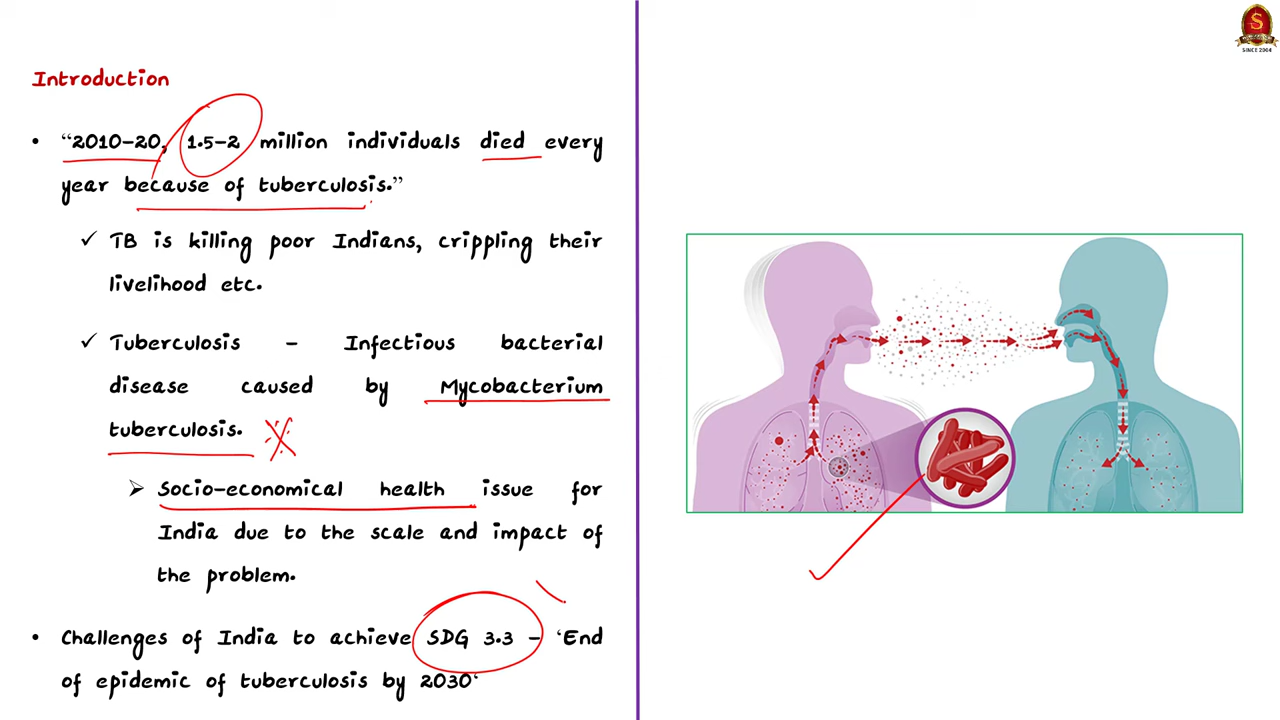 Introduction
• “2010-20, 1.5-2 million individuals died every
year because of tuberculosis.”
✓ TB is killing poor Indians, crippling their
livelihood etc.
✓ Tuberculosis – Infectious bacterial
disease caused by Mycobacterium
tuberculosis.
➢ Socio-economical health issue for
India due to the scale and impact of
the problem.
• Challenges of India to achieve SDG 3.3 – ‘End
of epidemic of tuberculosis by 2030‘
S
SINCE 2004